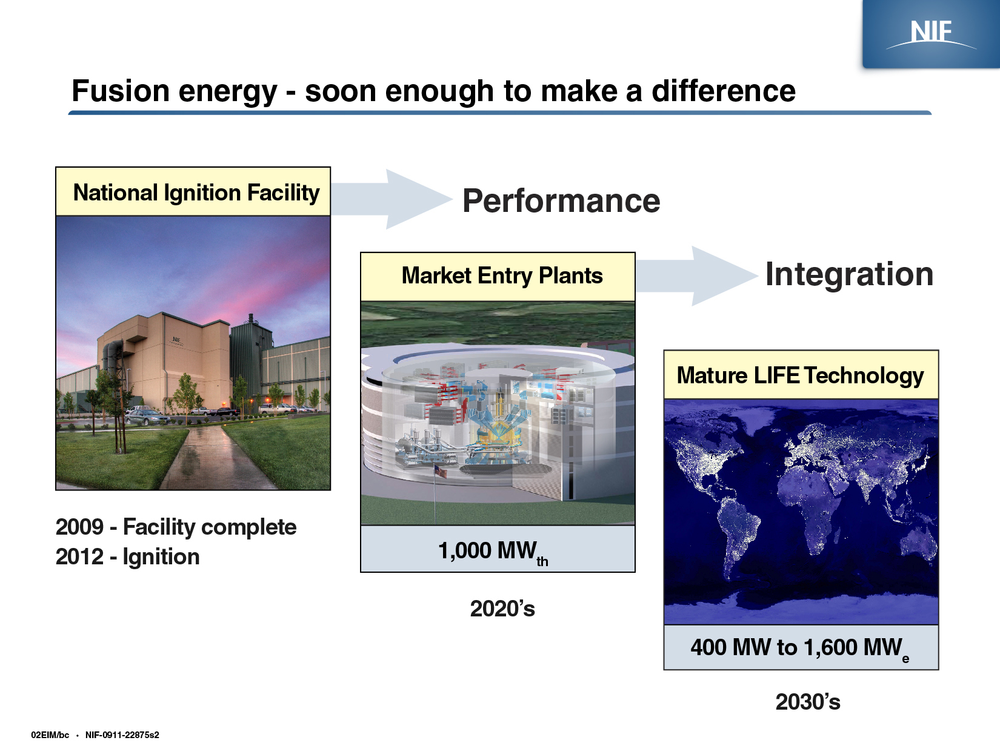 NIF
Fusion energy - soon enough to make a difference
National Ignition Facility
Performance
Market Entry Plants
Integration
Mature LIFE Technology
NIF
2009 - Facility complete
2012 - Ignition
1,000 MWth
2020’s
400 MW to 1,600 MWe
2030’s
02EIM/bc • NIF-0911-22875s2